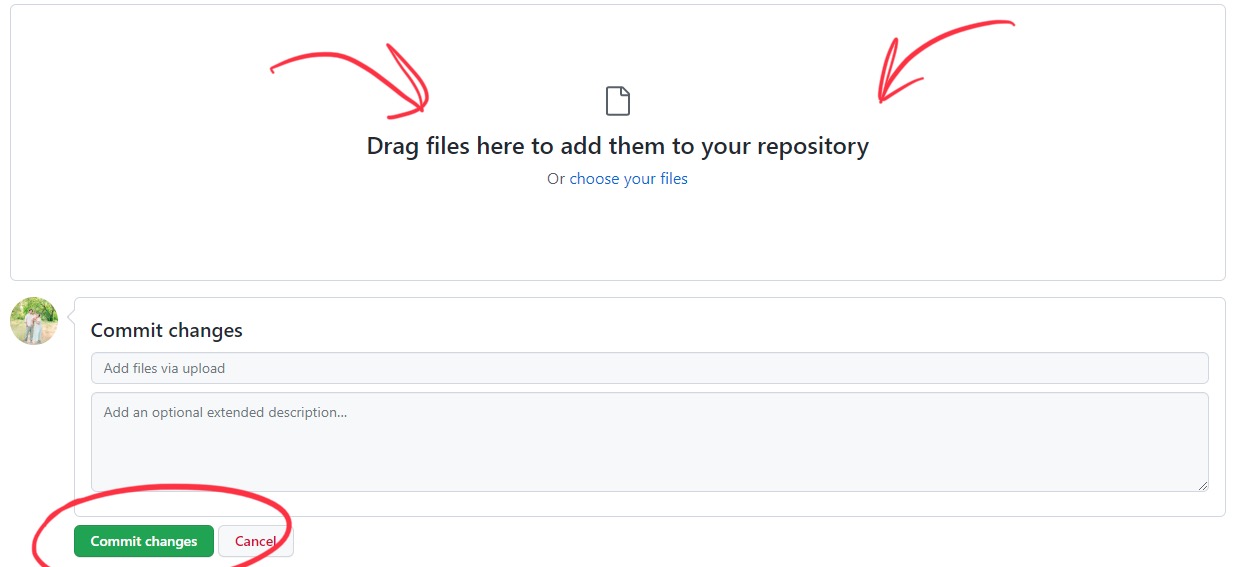 Drag files here to add them to your repository
Or choose your files
Commit changes
Add files via upload
Add an optional extended description...
Commit changes
Cancel